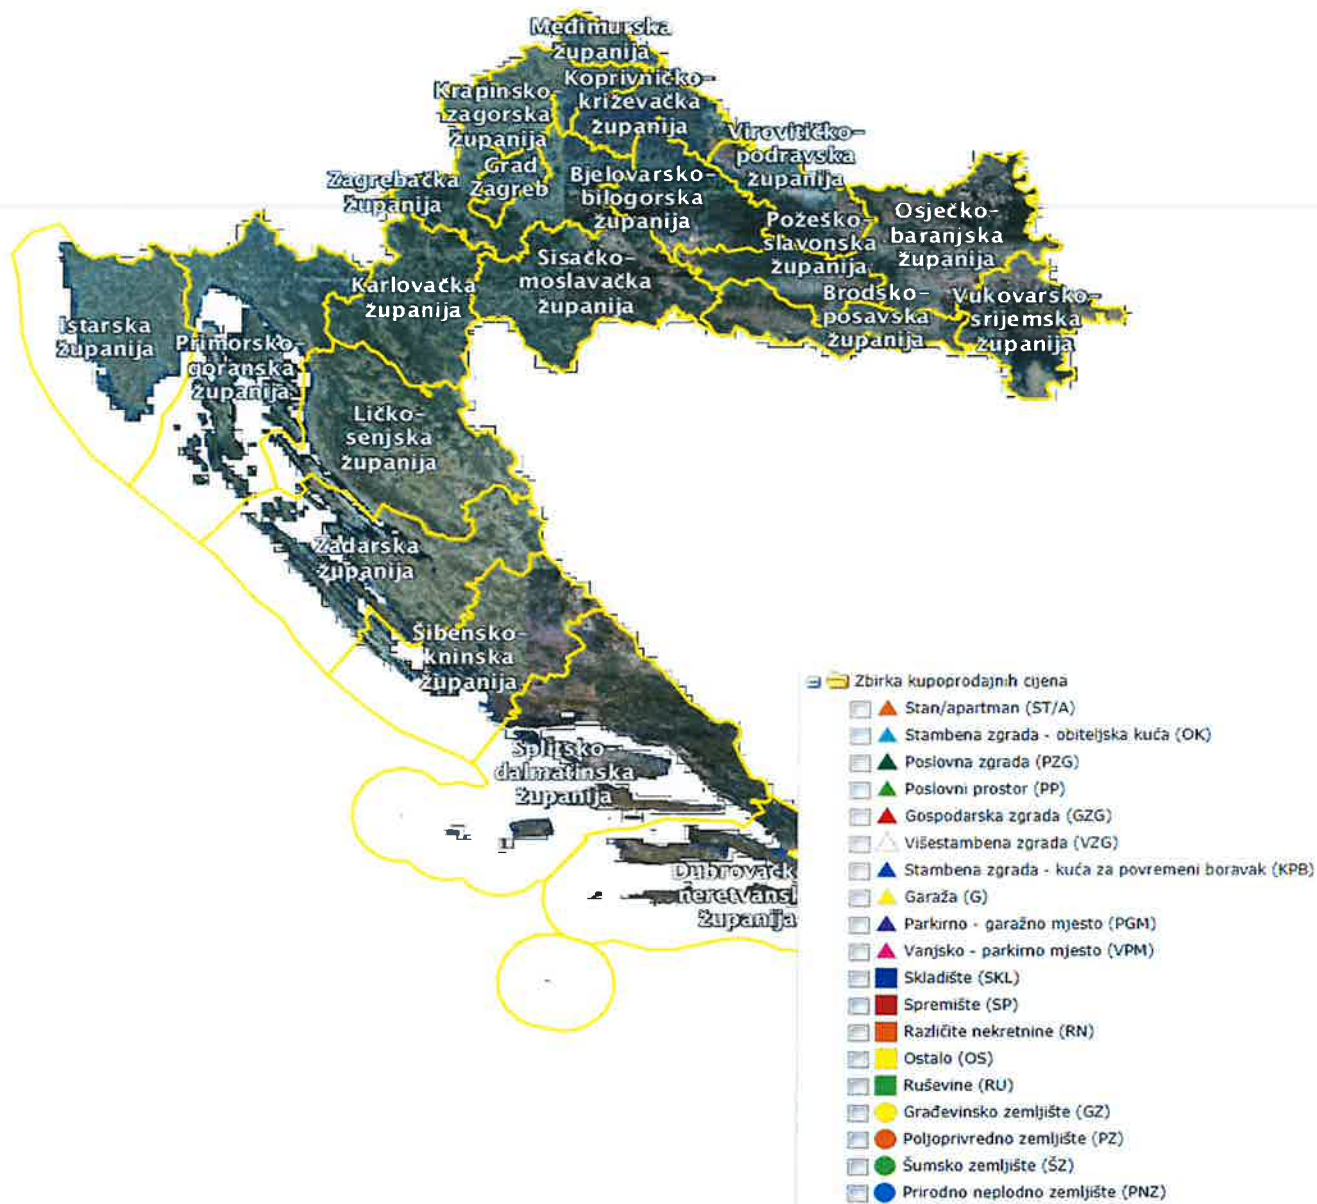 Međimurska
županija
Koprivničko-
križevačka
županija
Krapinsko-
zagorska
županija
Virovitičko-
podravska
županija
Grad
Zagreb
Zagrebačka
županija
Bjelovarsko-
bilogorska
županija
Požeško-
slavonska
županija
Osječko-
baranjska
županija
Sisačko-
moslavačka
županija
Karlovačka
županija
Brodsko-
posavska
županija
Vukovarsko-
srijemska
županija
Istarska
županija
Primorsko-
goranska
županija
Ličko-
senjska
županija
Zadarska
županija
Šibensko-
kninska
županija
Splitsko-
dalmatinska
županija
Dubrovačk
neretvansk
županija
Zbirka kupoprodajnih cijena
Stan/apartman (ST/A)
Stambena zgrada - obiteljska kuća (OK)
Poslovna zgrada (PZG)
Poslovni prostor (PP)
Gospodarska zgrada (GZG)
Višestambena zgrada (VZG)
Stambena zgrada - kuća za povremeni boravak (KPB)
Garaža (G)
Parkirno - garažno mjesto (PGM)
Vanjsko - parkirno mjesto (VPM)
Skladište (SKL)
Spremište (SP)
Različite nekretnine (RN)
Ostalo (OS)
Ruševine (RU)
Građevinsko zemljište (GZ)
Poljoprivredno zemljište (PZ)
Šumsko zemljište (ŠZ)
Prirodno neplodno zemljište (PNZ)